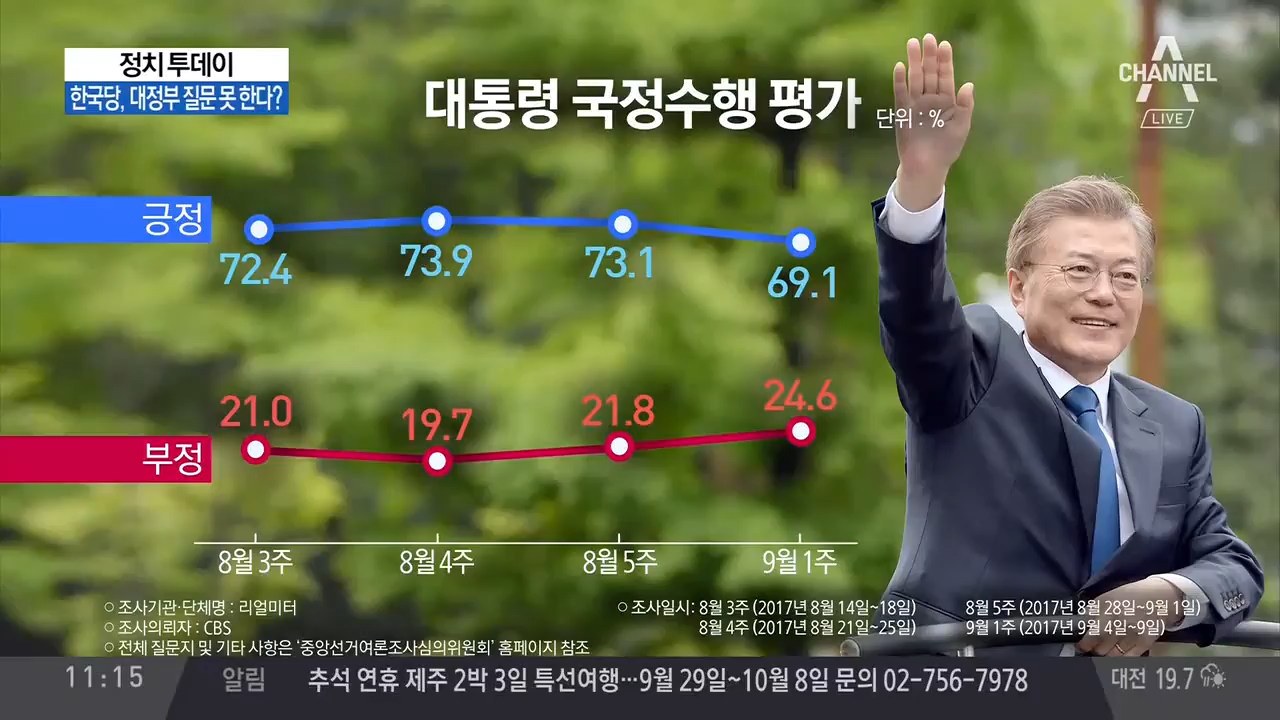 정치 투데이
한국당, 대정부 질문 못 한다?
대통령 국정수행 평가
단위 : %
CHANNEL
LIVE
긍정
72.4
73.9
73.1
69.1
부정
21.0
19.7
21.8
24.6
8월 3주
8월 4주
8월 5주
9월 1주
○ 조사기관·단체명 : 리얼미터
○ 조사의뢰자 : CBS
○ 전체 질문지 및 기타 사항은 '중앙선거여론조사심의위원회' 홈페이지 참조
○ 조사일시: 8월 3주 (2017년 8월 14일~18일)
8월 4주 (2017년 8월 21일~25일)
8월 5주 (2017년 8월 28일~9월 1일)
9월 1주 (2017년 9월 4일~9일)
11:15
알림
추석 연휴 제주 2박 3일 특선여행…9월 29일~10월 8일 문의 02-756-7978
대전 19.7